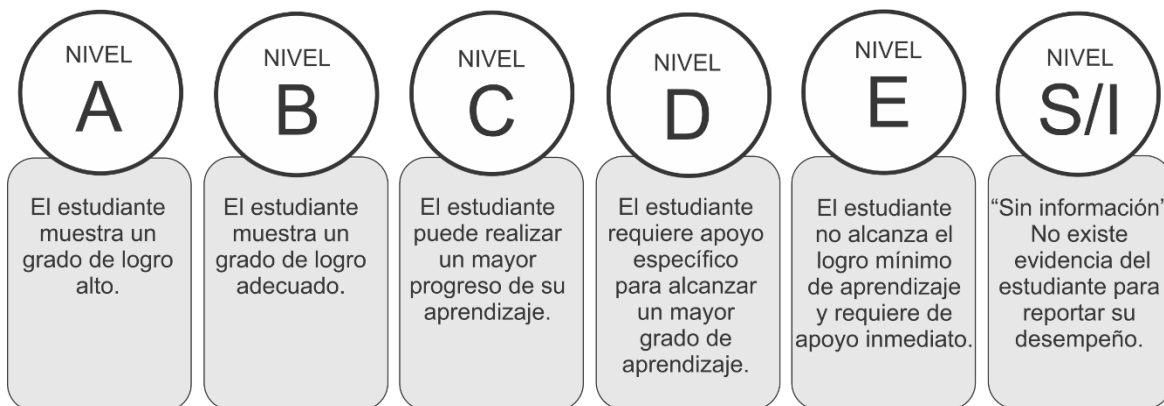 NIVEL
A
El estudiante
muestra un
grado de logro
alto.
NIVEL
B
El estudiante
muestra un
grado de logro
adecuado.
NIVEL
C
El estudiante
puede realizar
un mayor
progreso de su
aprendizaje.
NIVEL
D
El estudiante
requiere apoyo
específico
para alcanzar
un mayor
grado de
aprendizaje.
NIVEL
E
El estudiante
no alcanza el
logro mínimo
de aprendizaje
y requiere de
apoyo inmediato.
NIVEL
S/I
“Sin información”
No existe
evidencia del
estudiante para
reportar su
desempeño.